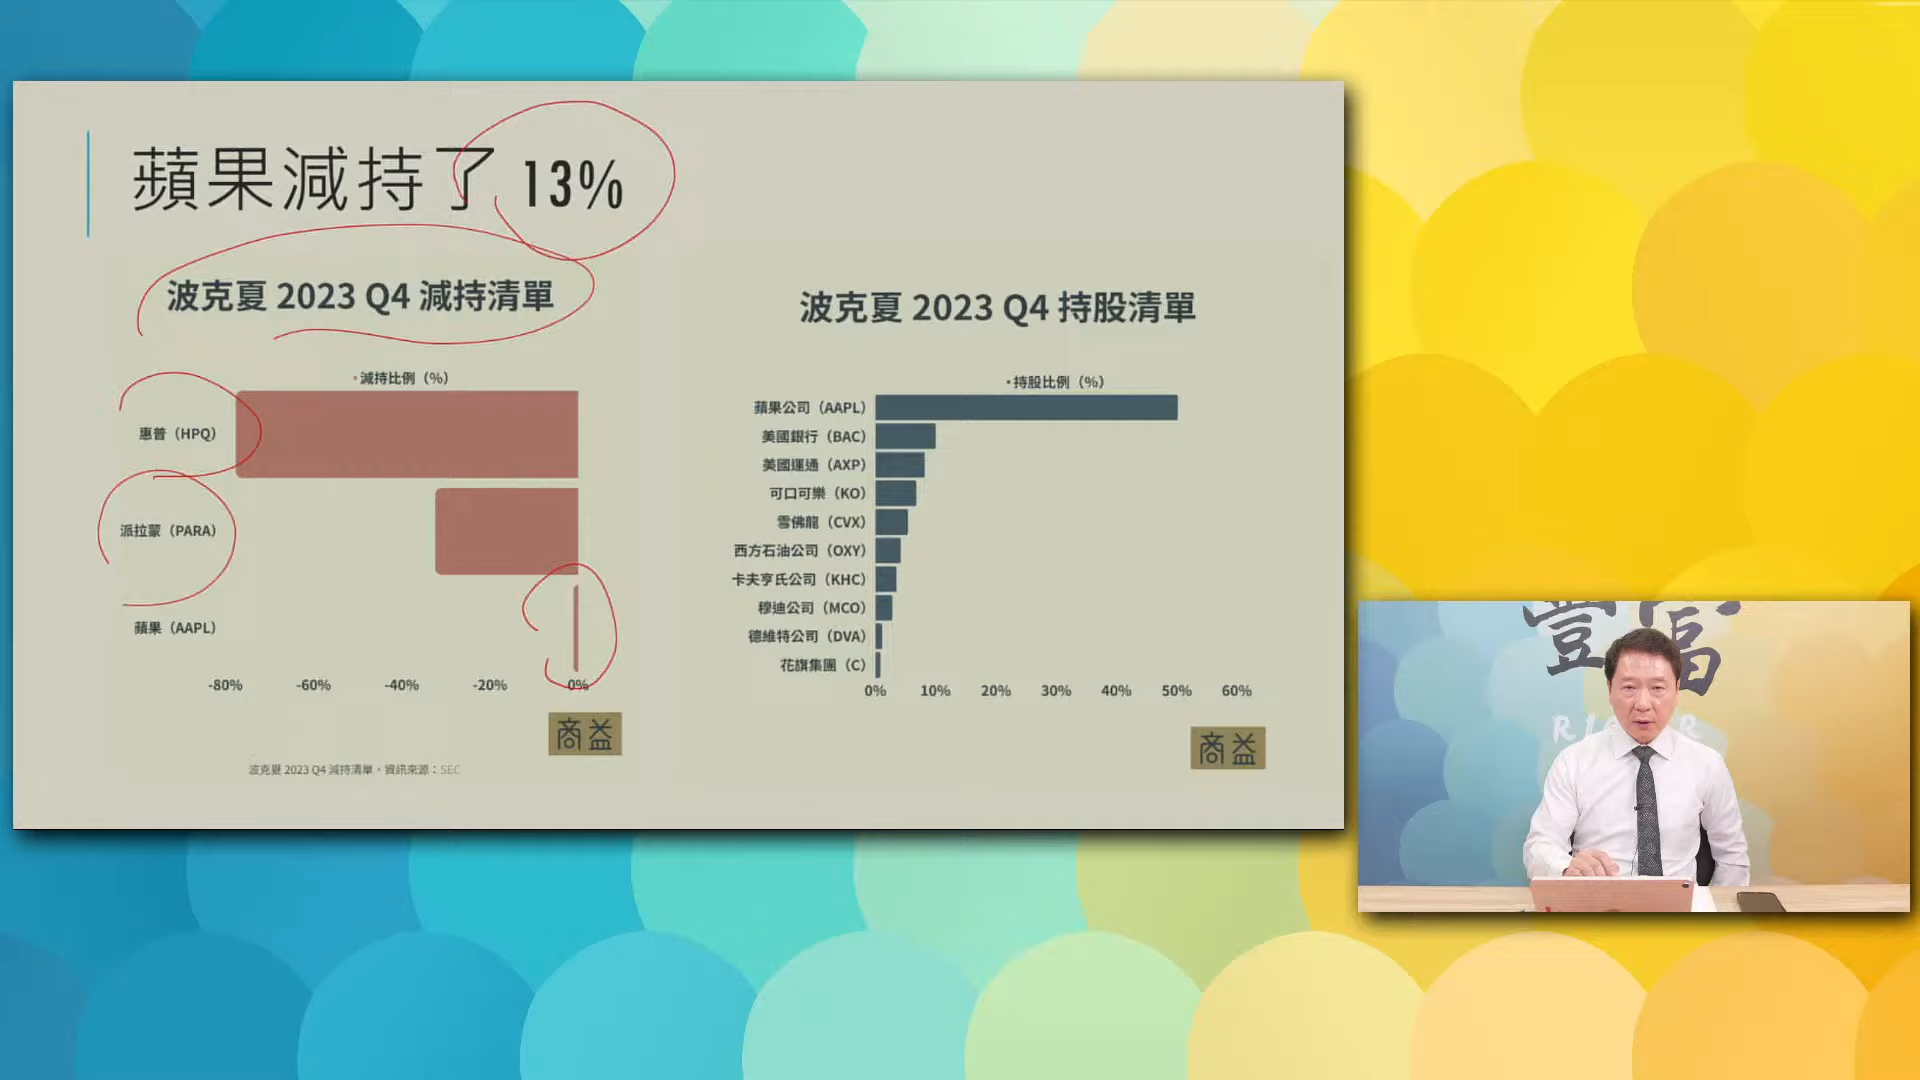 蘋果減持了 13%
波克夏 2023 Q4 減持清單
減持比例（%）
惠普（HPQ）
派拉蒙（PARA）
蘋果（AAPL）
-80% -60% -40% -20% 0%
商益
波克夏 2023 Q4 減持清單，資訊來源：SEC
波克夏 2023 Q4 持股清單
持股比例（%）
蘋果公司（AAPL）
美國銀行（BAC）
美國運通（AXP）
可口可樂（KO）
雪佛龍（CVX）
西方石油公司（OXY）
卡夫亨氏公司（KHC）
穆迪公司（MCO）
德維特公司（DVA）
花旗集團（C）
0% 10% 20% 30% 40% 50% 60%
商益
豐富